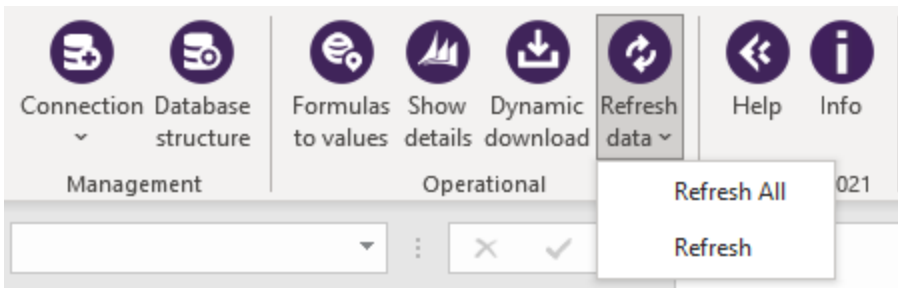 Connection Database structure
Formulas to values Show details Dynamic download Refresh data
Help Info
Management Operational 021
Refresh All
Refresh